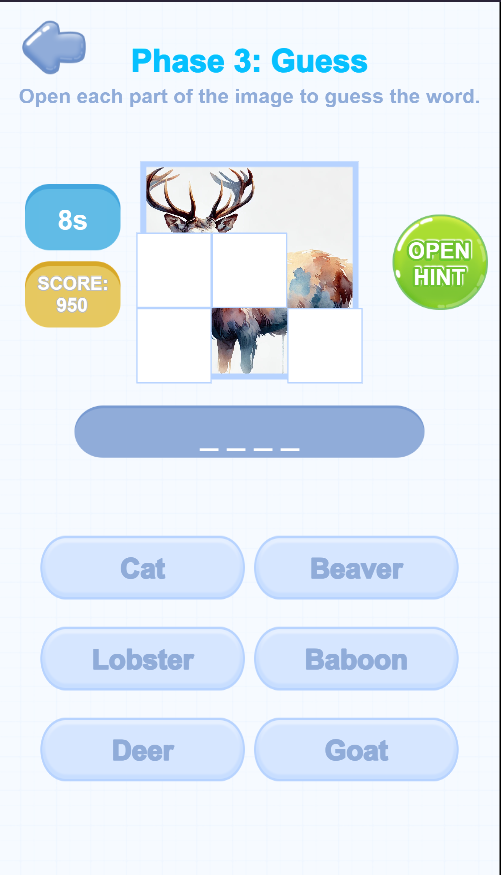 Phase 3: Guess
Open each part of the image to guess the word.
8s
SCORE:
950
OPEN
HINT
_ _ _ _
Cat
Beaver
Lobster
Baboon
Deer
Goat